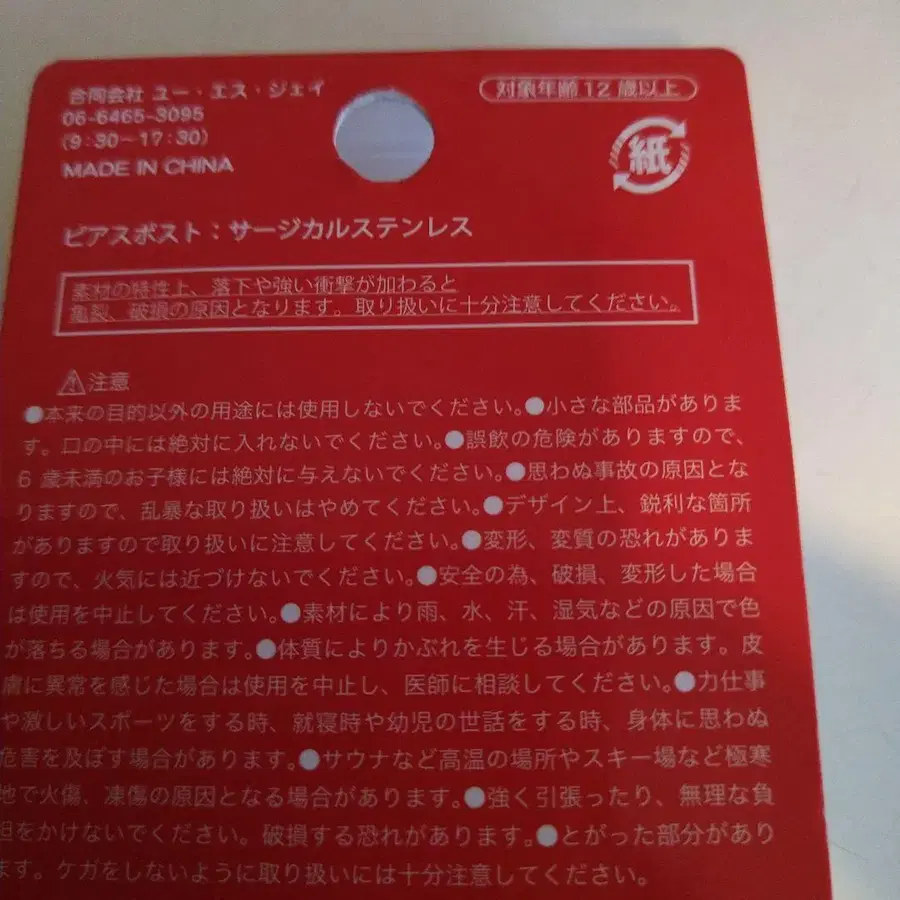 合同会社 ユー・エス・ジェイ
06-6465-3095
(9:30-17:30)
MADE IN CHINA
対象年齢12歳以上
紙
ピアスポスト：サージカルステンレス
素材の特性上、落下や強い衝撃が加わると
亀裂、破損の原因となります。取り扱いに十分注意してください。
注意
●本来の目的以外の用途には使用しないでください。●小さな部品がありま
す。口の中には絶対に入れないでください。●誤飲の危険がありますので、
6 歳未満のお子様には絶対に与えないでください。●思わぬ事故の原因とな
りますので、乱暴な取り扱いはやめてください。●デザイン上、鋭利な箇所
がありますので取り扱いに注意してください。●変形、変質の恐れがありま
すので、火気には近づけないでください。●安全の為、破損、変形した場合
は使用を中止してください。●素材により雨、水、汗、湿気などの原因で色
が落ちる場合があります。●体質によりかぶれを生じる場合があります。皮
膚に異常を感じた場合は使用を中止し、医師に相談してください。●力仕事
や激しいスポーツをする時、就寝時や幼児の世話をする時、身体に思わぬ
危害を及ぼす場合があります。●サウナなど高温の場所やスキー場など極寒
地で火傷、凍傷の原因となる場合があります。●強く引張ったり、無理な負
担をかけないでください。破損する恐れがあります。●とがった部分があり
ます。ケガをしないように取り扱いには十分注意してください。